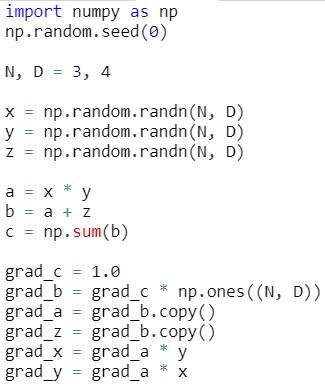 import numpy as np
np.random.seed(0)
N, D = 3, 4
x = np.random.randn(N, D)
y = np.random.randn(N, D)
z = np.random.randn(N, D)
a = x * y
b = a + z
c = np.sum(b)
grad_c = 1.0
grad_b = grad_c * np.ones((N, D))
grad_a = grad_b.copy()
grad_z = grad_b.copy()
grad_x = grad_a * y
grad_y = grad_a * x